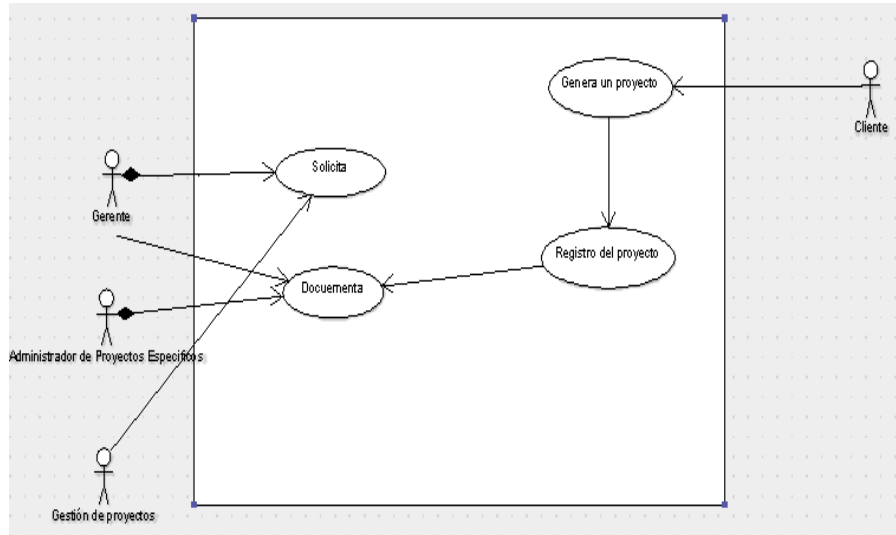 Genera un proyecto
Cliente
Solicita
Gerente
Registro del proyecto
Docuementa
Administrador de Proyectos Especificos
Gestión de proyectos